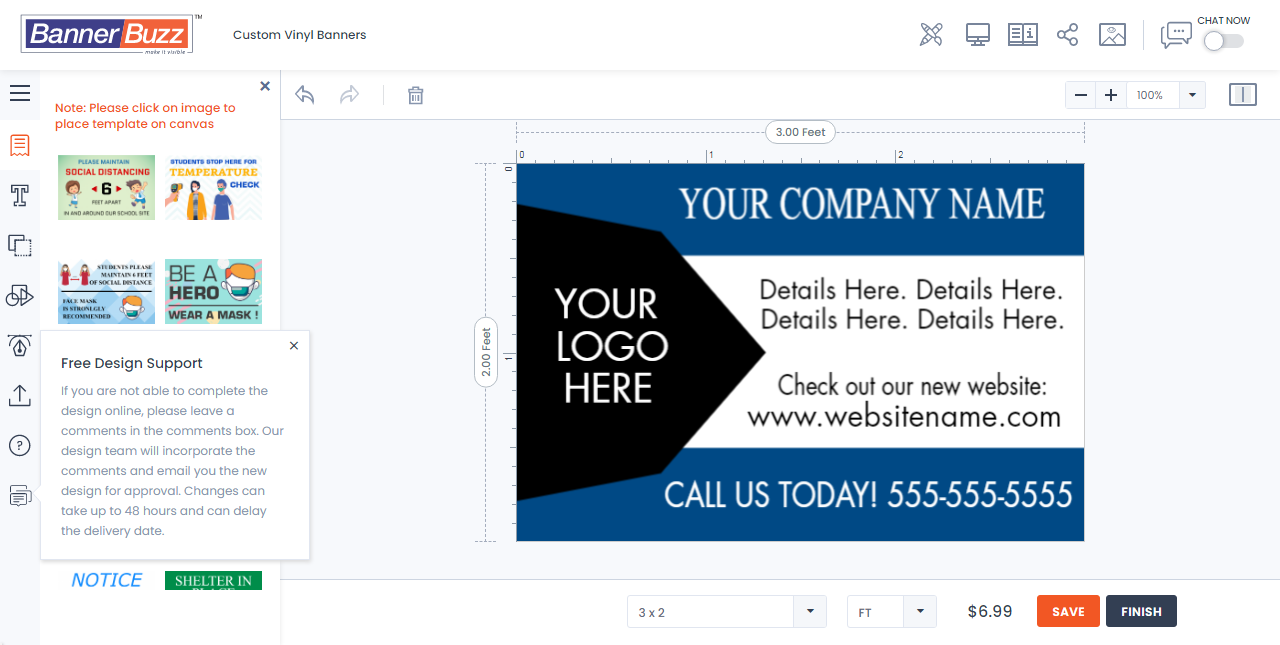 BannerBuzz™
make it visible
Custom Vinyl Banners
CHAT NOW
Note: Please click on image to
place template on canvas
100%
3.00 Feet
0 1 2
0
1
2.00 Feet
PLEASE MAINTAIN
SOCIAL DISTANCING
6
FEET APART
IN AND AROUND OUR SCHOOL SITE
STUDENTS STOP HERE FOR
TEMPERATURE
CHECK
STUDENTS PLEASE
MAINTAIN 6 FEET
OF SOCIAL DISTANCE
FACE MASK
IS STRONLGLY
RECOMMENDED
BE A
HERO
WEAR A MASK !
Free Design Support
If you are not able to complete the
design online, please leave a
comments in the comments box. Our
design team will incorporate the
comments and email you the new
design for approval. Changes can
take up to 48 hours and can delay
the delivery date.
NOTICE
SHELTER IN
PLACE
YOUR COMPANY NAME
YOUR
LOGO
HERE
Details Here. Details Here.
Details Here. Details Here.
Check out our new website:
www.websitename.com
CALL US TODAY! 555-555-5555
3 x 2
FT
$6.99
SAVE
FINISH